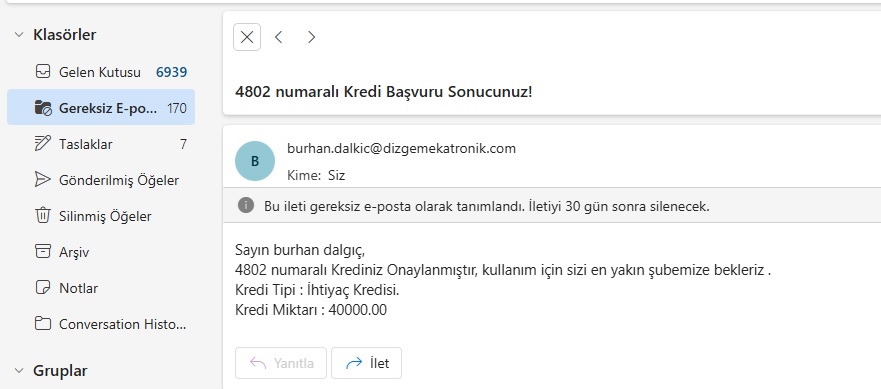 Klasörler
Gelen Kutusu 6939
Gereksiz E-po... 170
Taslaklar 7
Gönderilmiş Öğeler
Silinmiş Öğeler
Arşiv
Notlar
Conversation Histo...
Gruplar
4802 numaralı Kredi Başvuru Sonucunuz!
B
burhan.dalkic@dizgemekatronik.com
Kime: Siz
Bu ileti gereksiz e-posta olarak tanımlandı. İletiyi 30 gün sonra silenecek.
Sayın burhan dalgıç,
4802 numaralı Krediniz Onaylanmıştır, kullanım için sizi en yakın şubemize bekleriz .
Kredi Tipi : İhtiyaç Kredisi.
Kredi Miktarı : 40000.00
Yanıtla
İlet